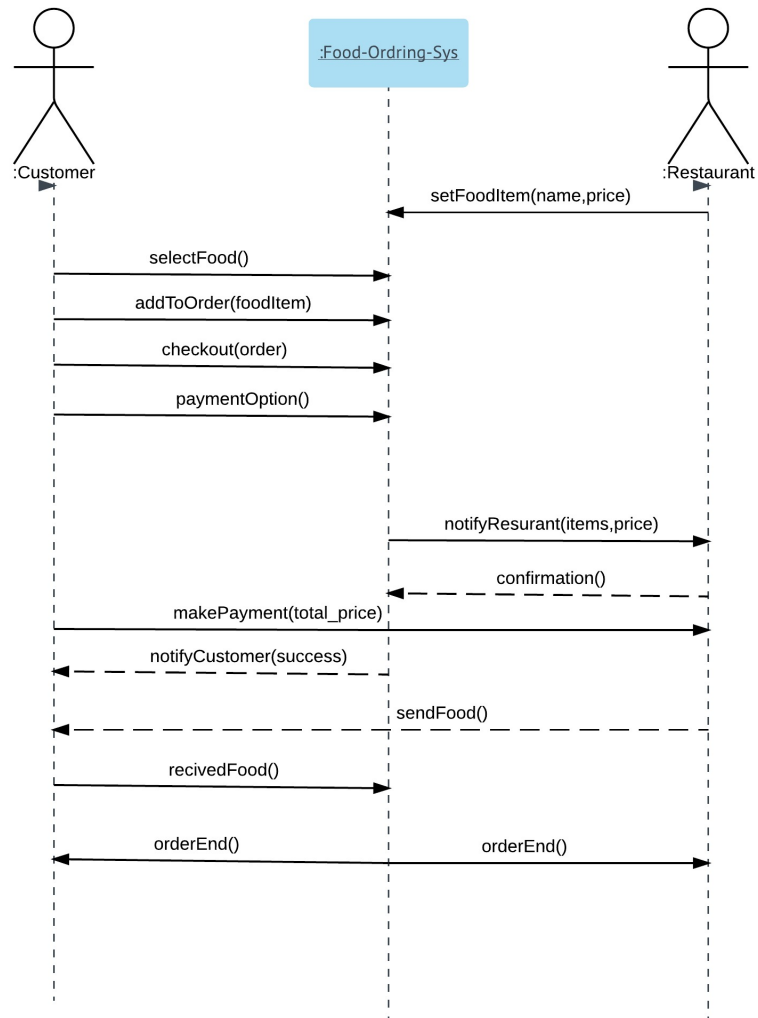 :Food-Ordring-Sys
:Customer
:Restaurant
setFoodItem(name,price)
selectFood()
addToOrder(foodItem)
checkout(order)
paymentOption()
notifyResurant(items,price)
confirmation()
makePayment(total_price)
notifyCustomer(success)
sendFood()
recivedFood()
orderEnd()
orderEnd()